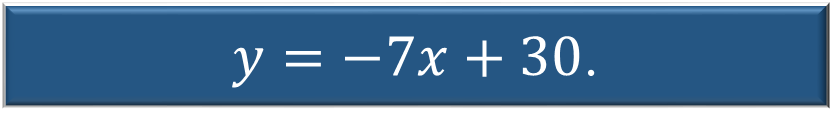 y = −7x + 30.